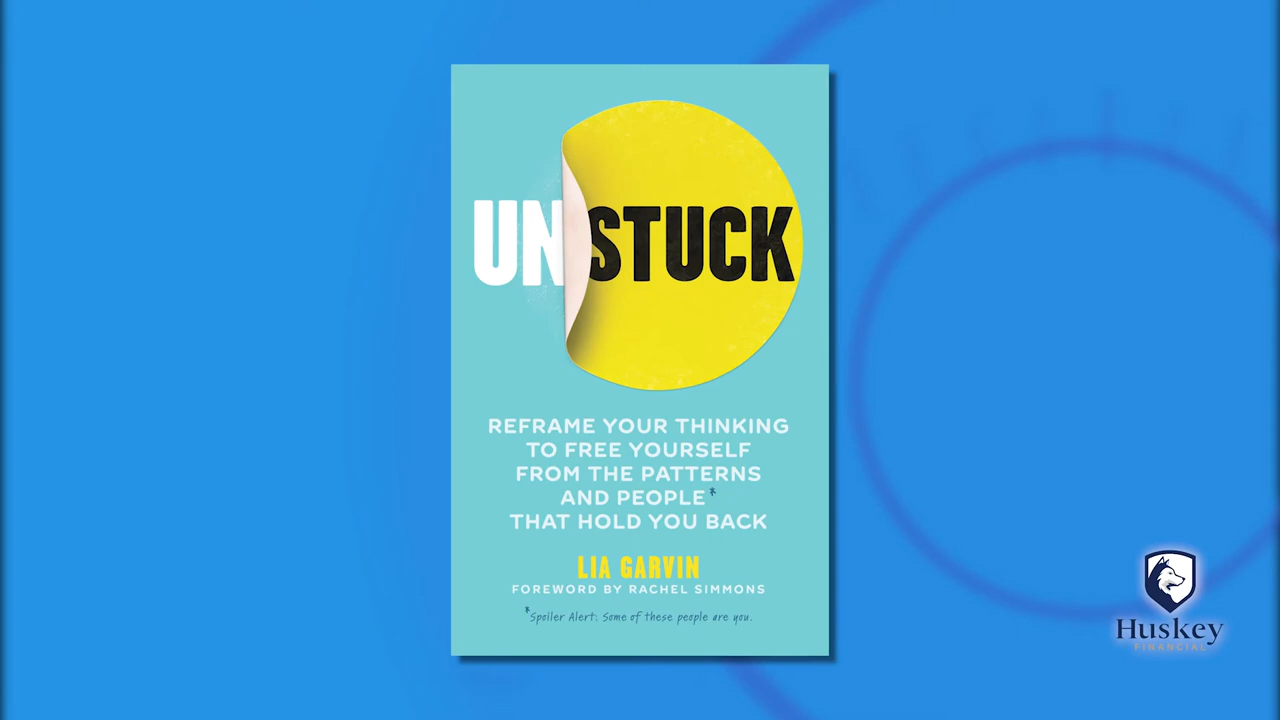 UNSTUCK
REFRAME YOUR THINKING
TO FREE YOURSELF
FROM THE PATTERNS
AND PEOPLE*
THAT HOLD YOU BACK
LIA GARVIN
FOREWORD BY RACHEL SIMMONS
*Spoiler Alert: Some of these people are you.
Huskey
FINANCIAL